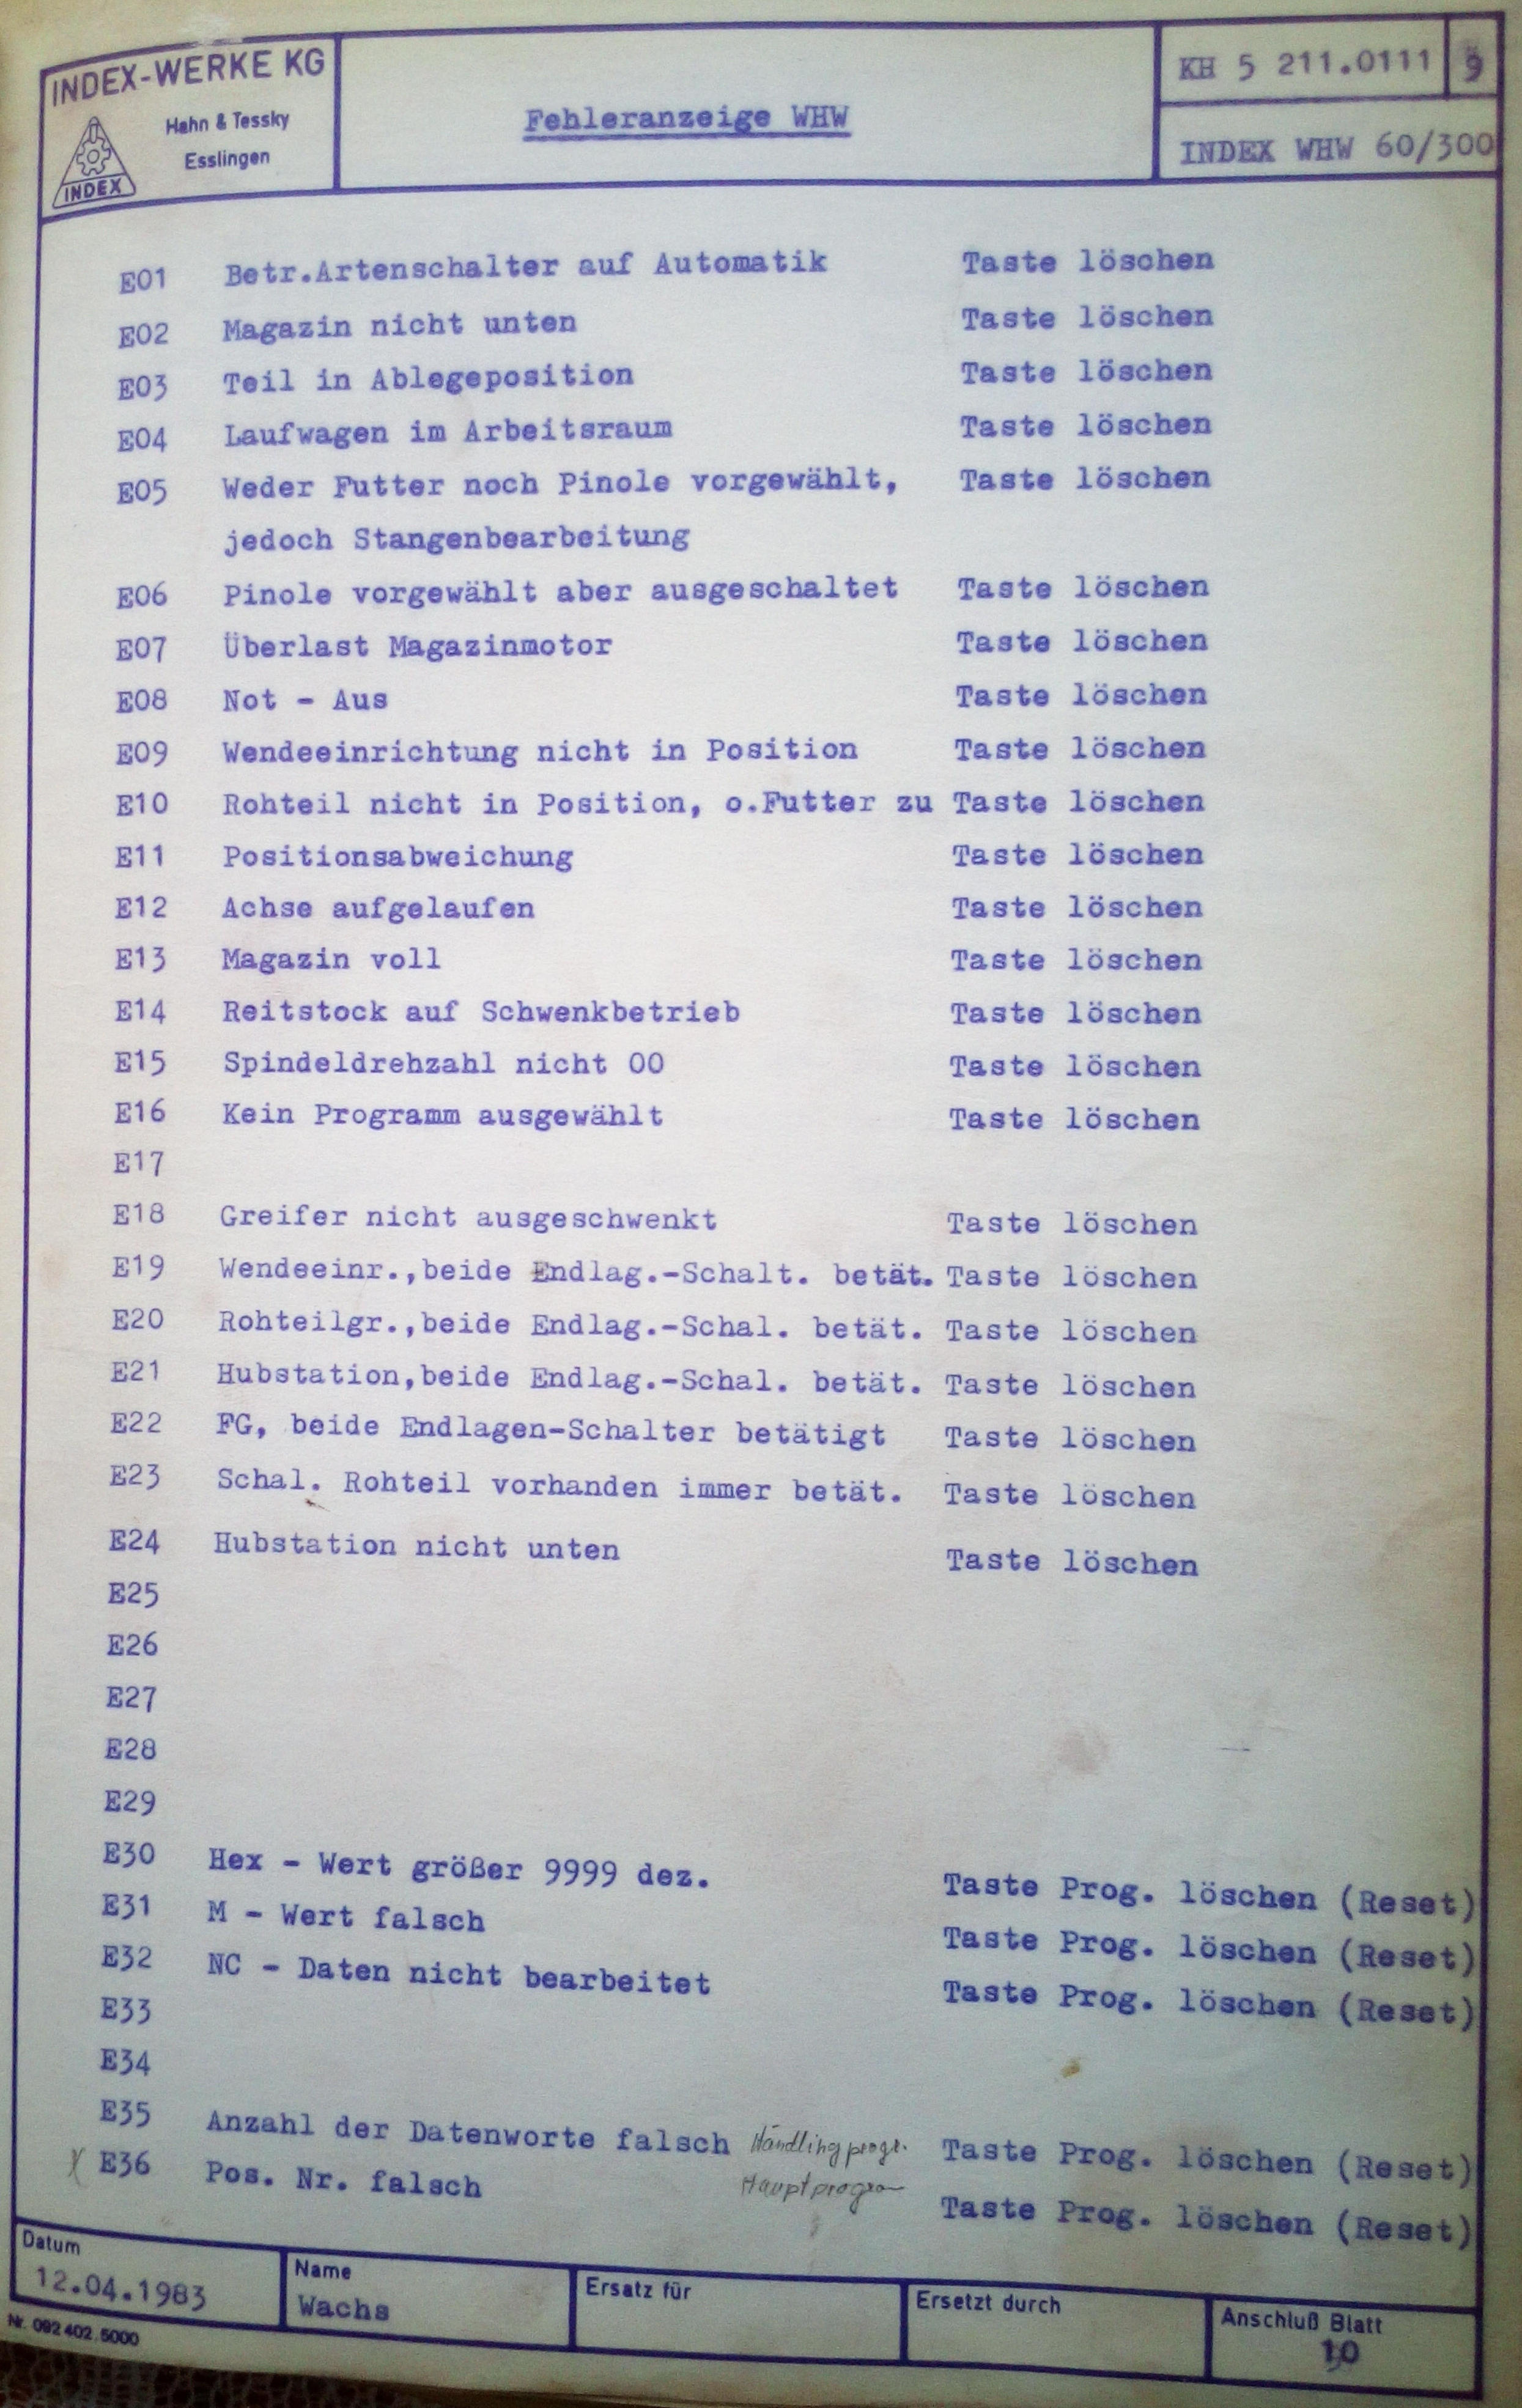 INDEX-WERKE KG
Hahn & Tessky
Esslingen
INDEX
Fehleranzeige WHW
KH 5 211.0111
9
INDEX WHW 60/300
E01 Betr.Artenschalter auf Automatik Taste löschen
E02 Magazin nicht unten Taste löschen
E03 Teil in Ablegeposition Taste löschen
E04 Laufwagen im Arbeitsraum Taste löschen
E05 Weder Futter noch Pinole vorgewählt, Taste löschen
jedoch Stangenbearbeitung
E06 Pinole vorgewählt aber ausgeschaltet Taste löschen
E07 Überlast Magazinmotor Taste löschen
E08 Not - Aus Taste löschen
E09 Wendeeinrichtung nicht in Position Taste löschen
E10 Rohteil nicht in Position, o.Futter zu Taste löschen
E11 Positionsabweichung Taste löschen
E12 Achse aufgelaufen Taste löschen
E13 Magazin voll Taste löschen
E14 Reitstock auf Schwenkbetrieb Taste löschen
E15 Spindeldrehzahl nicht 00 Taste löschen
E16 Kein Programm ausgewählt Taste löschen
E17
E18 Greifer nicht ausgeschwenkt Taste löschen
E19 Wendeeinr.,beide Endlag.-Schalt. betät. Taste löschen
E20 Rohteilgr.,beide Endlag.-Schal. betät. Taste löschen
E21 Hubstation,beide Endlag.-Schal. betät. Taste löschen
E22 FG, beide Endlagen-Schalter betätigt Taste löschen
E23 Schal. Rohteil vorhanden immer betät. Taste löschen
E24 Hubstation nicht unten Taste löschen
E25
E26
E27
E28
E29
E30 Hex - Wert größer 9999 dez. Taste Prog. löschen (Reset)
E31 M - Wert falsch Taste Prog. löschen (Reset)
E32 NC - Daten nicht bearbeitet Taste Prog. löschen (Reset)
E33
E34
E35 Anzahl der Datenworte falsch Händlingprogr. Taste Prog. löschen (Reset)
X E36 Pos. Nr. falsch Hauptprogram Taste Prog. löschen (Reset)
Datum
12.04.1983
Name
Wachs
Ersatz für
Ersetzt durch
Anschluß Blatt
10
Nr. 092 402.5000